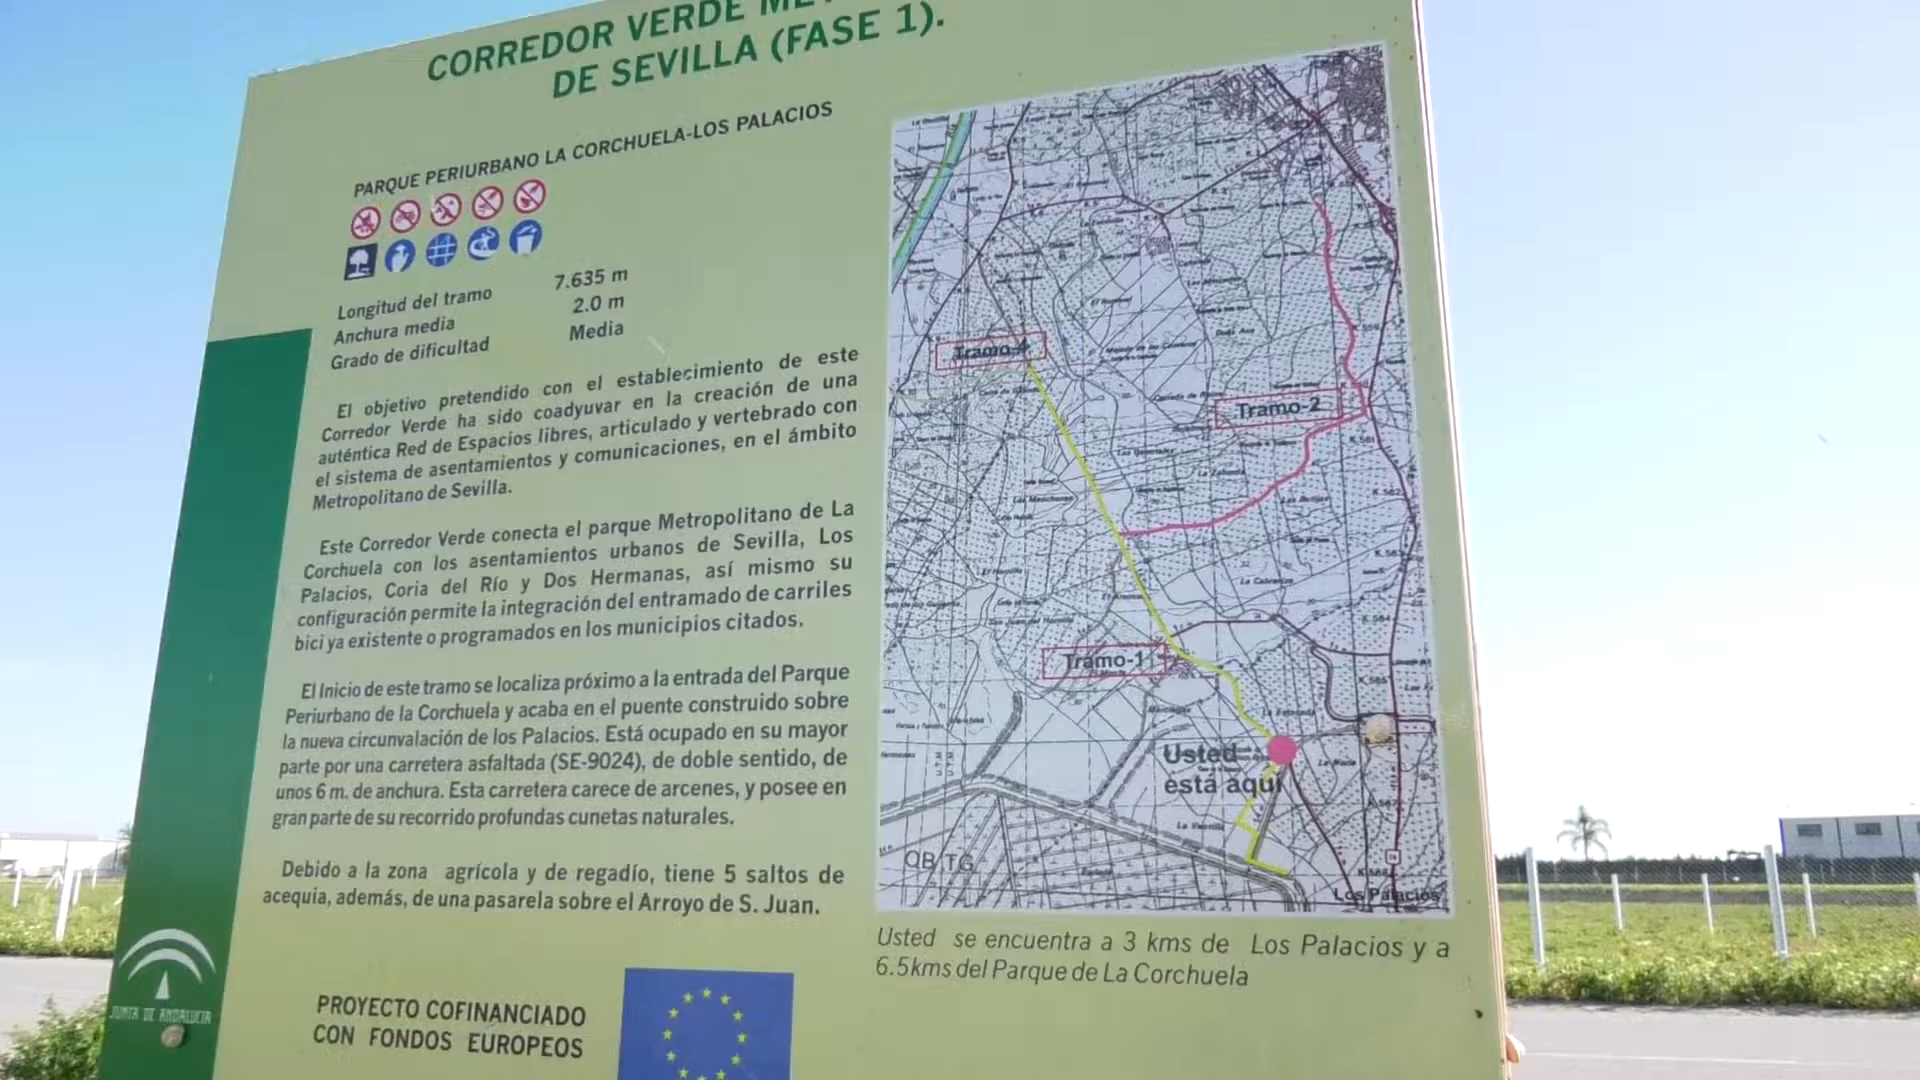 CORREDOR VERDE
DE SEVILLA (FASE 1).
PARQUE PERIURBANO LA CORCHUELA-LOS PALACIOS
Longitud del tramo 7.635 m
Anchura media 2.0 m
Grado de dificultad Media
El objetivo pretendido con el establecimiento de este
Corredor Verde ha sido coadyuvar en la creación de una
auténtica Red de Espacios libres, articulado y vertebrado con
el sistema de asentamientos y comunicaciones, en el ámbito
Metropolitano de Sevilla.
Este Corredor Verde conecta el parque Metropolitano de La
Corchuela con los asentamientos urbanos de Sevilla, Los
Palacios, Coria del Río y Dos Hermanas, así mismo su
configuración permite la integración del entramado de carriles
bici ya existente o programados en los municipios citados.
El Inicio de este tramo se localiza próximo a la entrada del Parque
Periurbano de la Corchuela y acaba en el puente construido sobre
la nueva circunvalación de los Palacios. Está ocupado en su mayor
parte por una carretera asfaltada (SE-9024), de doble sentido, de
unos 6 m. de anchura. Esta carretera carece de arcenes, y posee en
gran parte de su recorrido profundas cunetas naturales.
Debido a la zona agrícola y de regadío, tiene 5 saltos de
acequia, además, de una pasarela sobre el Arroyo de S. Juan.
JUNTA DE ANDALUCIA
PROYECTO COFINANCIADO
CON FONDOS EUROPEOS
Tramo-4
Tramo-2
Tramo-1
Usted
está aquí
QB TG
Los Palacios
Usted se encuentra a 3 kms de Los Palacios y a
6.5kms del Parque de La Corchuela